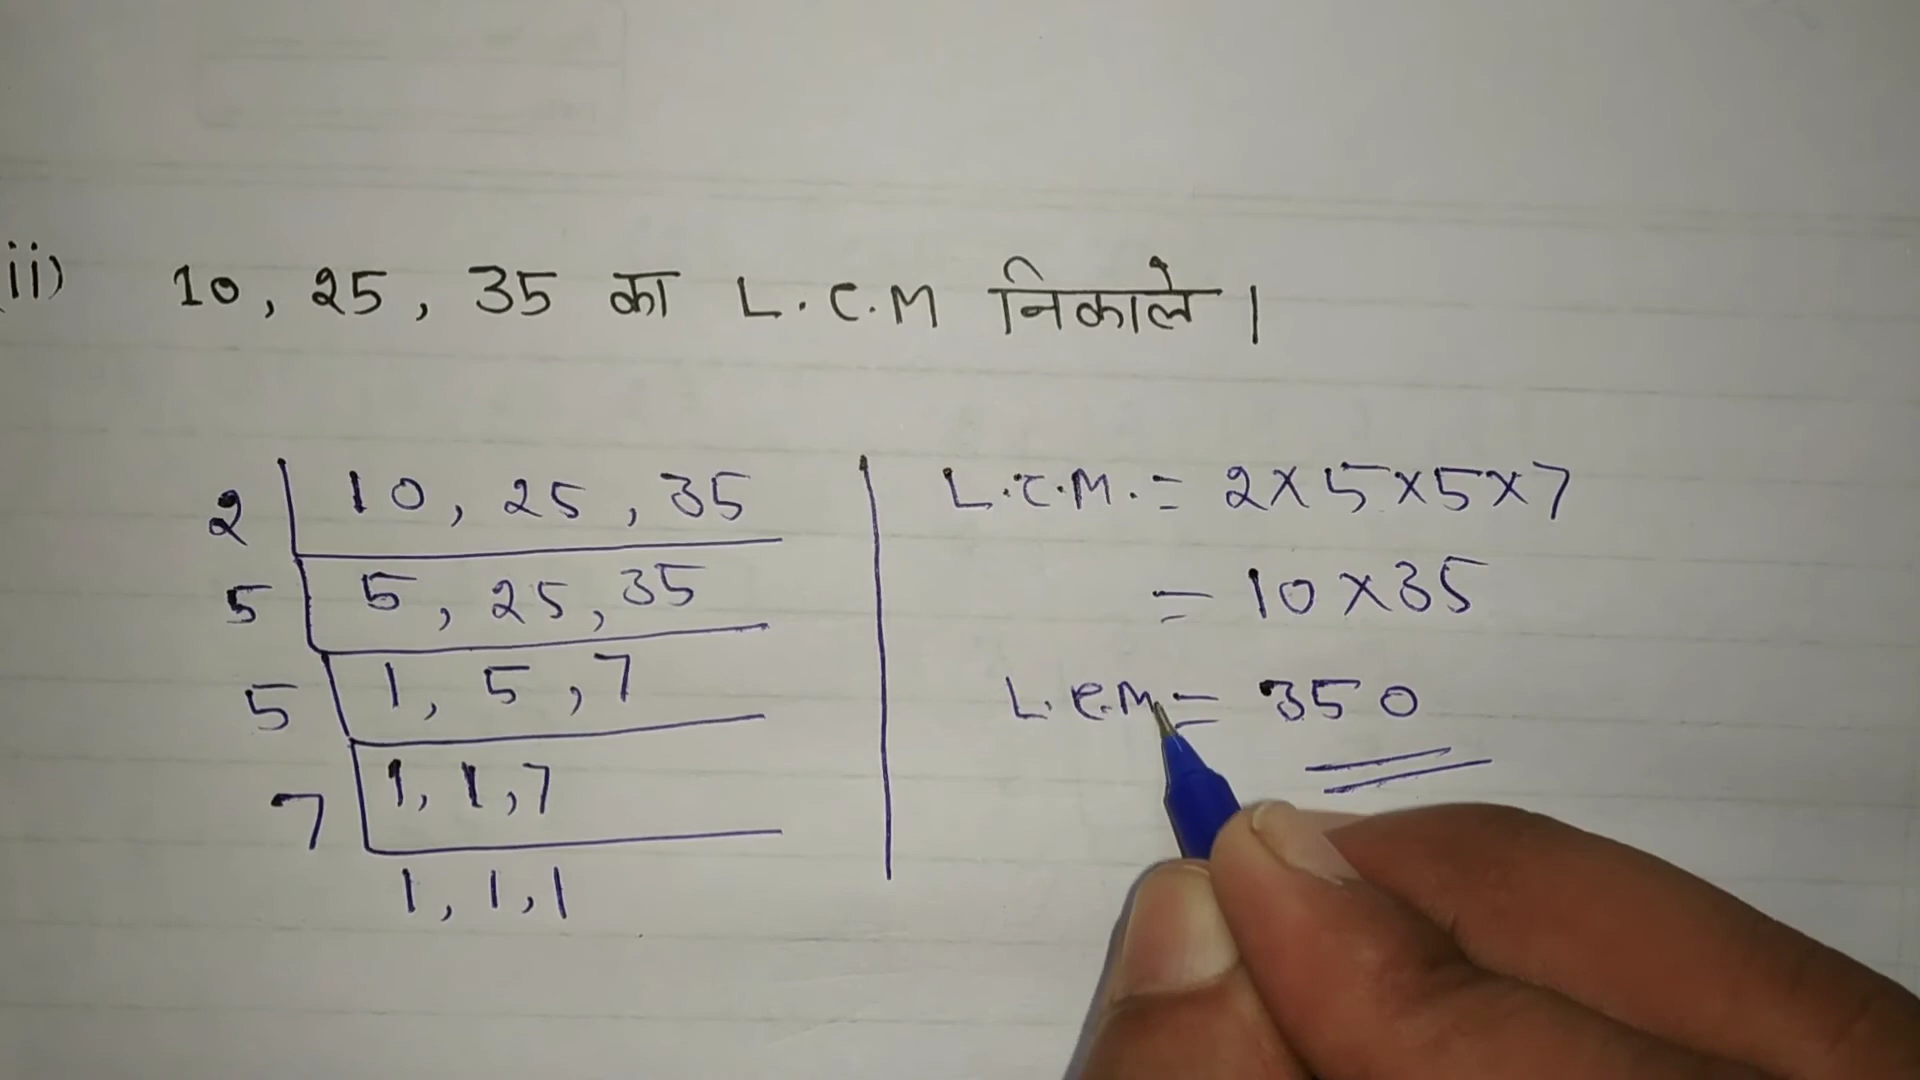 ii) 10, 25, 35 का L.C.M निकाले।
2 10, 25, 35
5 5, 25, 35
5 1, 5, 7
7 1, 1, 7
1, 1, 1
L.C.M. = 2×5×5×7
= 10×35
L.C.M = 350